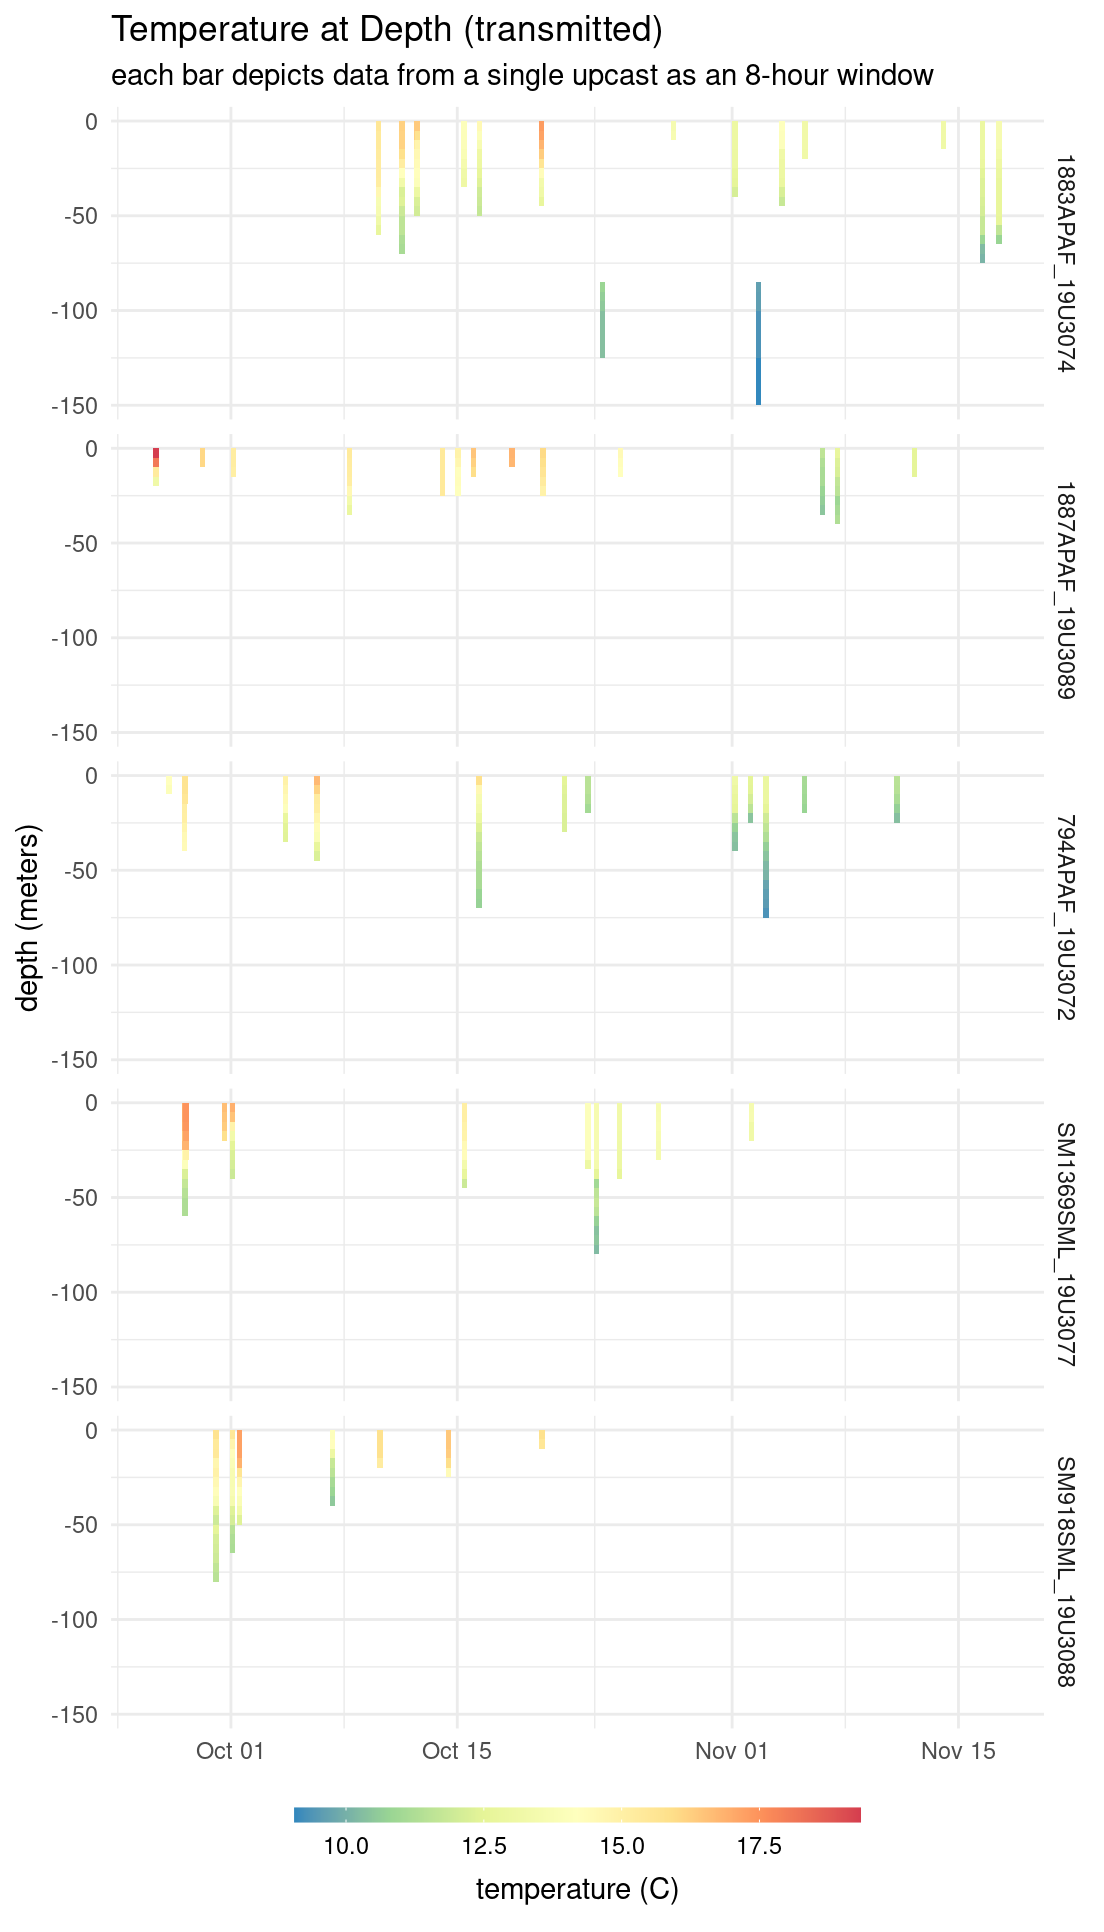 Temperature at Depth (transmitted)
each bar depicts data from a single upcast as an 8-hour window
0
-50
-100
-150
1883APAF_19U3074
0
-50
-100
-150
1887APAF_19U3089
0
-50
-100
-150
794APAF_19U3072
depth (meters)
0
-50
-100
-150
SM1369SML_19U3077
0
-50
-100
-150
SM918SML_19U3088
Oct 01 Oct 15 Nov 01 Nov 15
10.0 12.5 15.0 17.5
temperature (C)